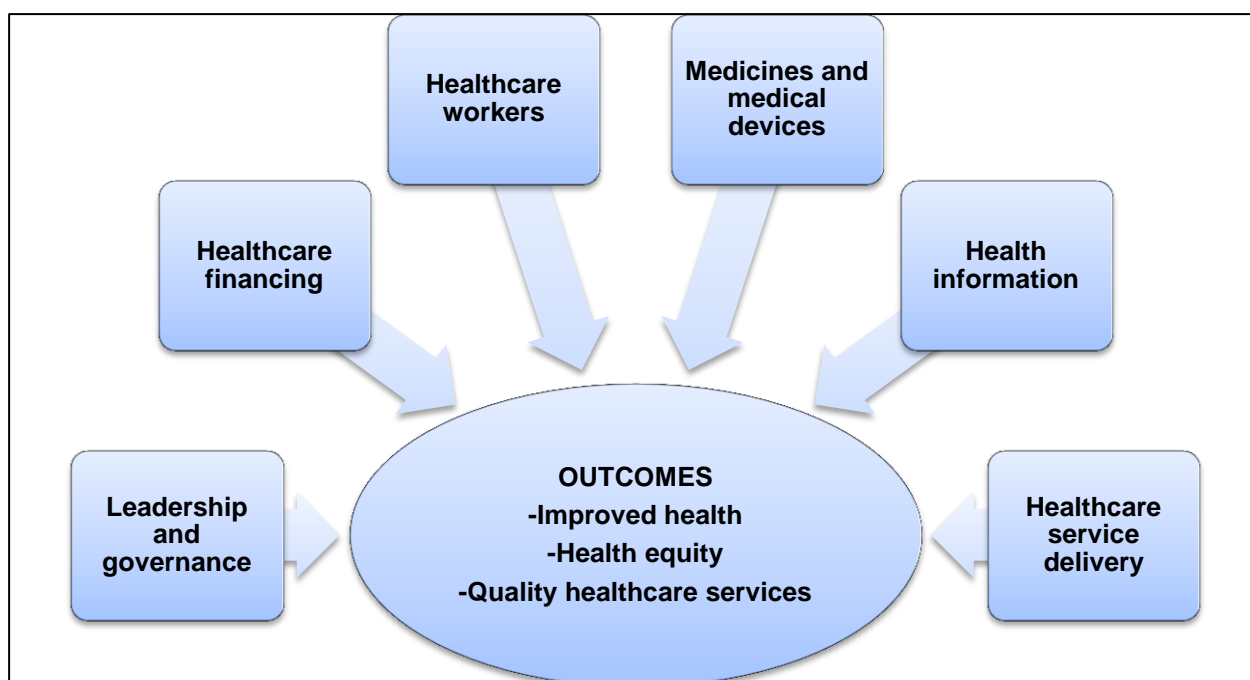 Healthcare
workers
Medicines and
medical
devices
Healthcare
financing
Health
information
Leadership
and
governance
OUTCOMES
-Improved health
-Health equity
-Quality healthcare services
Healthcare
service
delivery